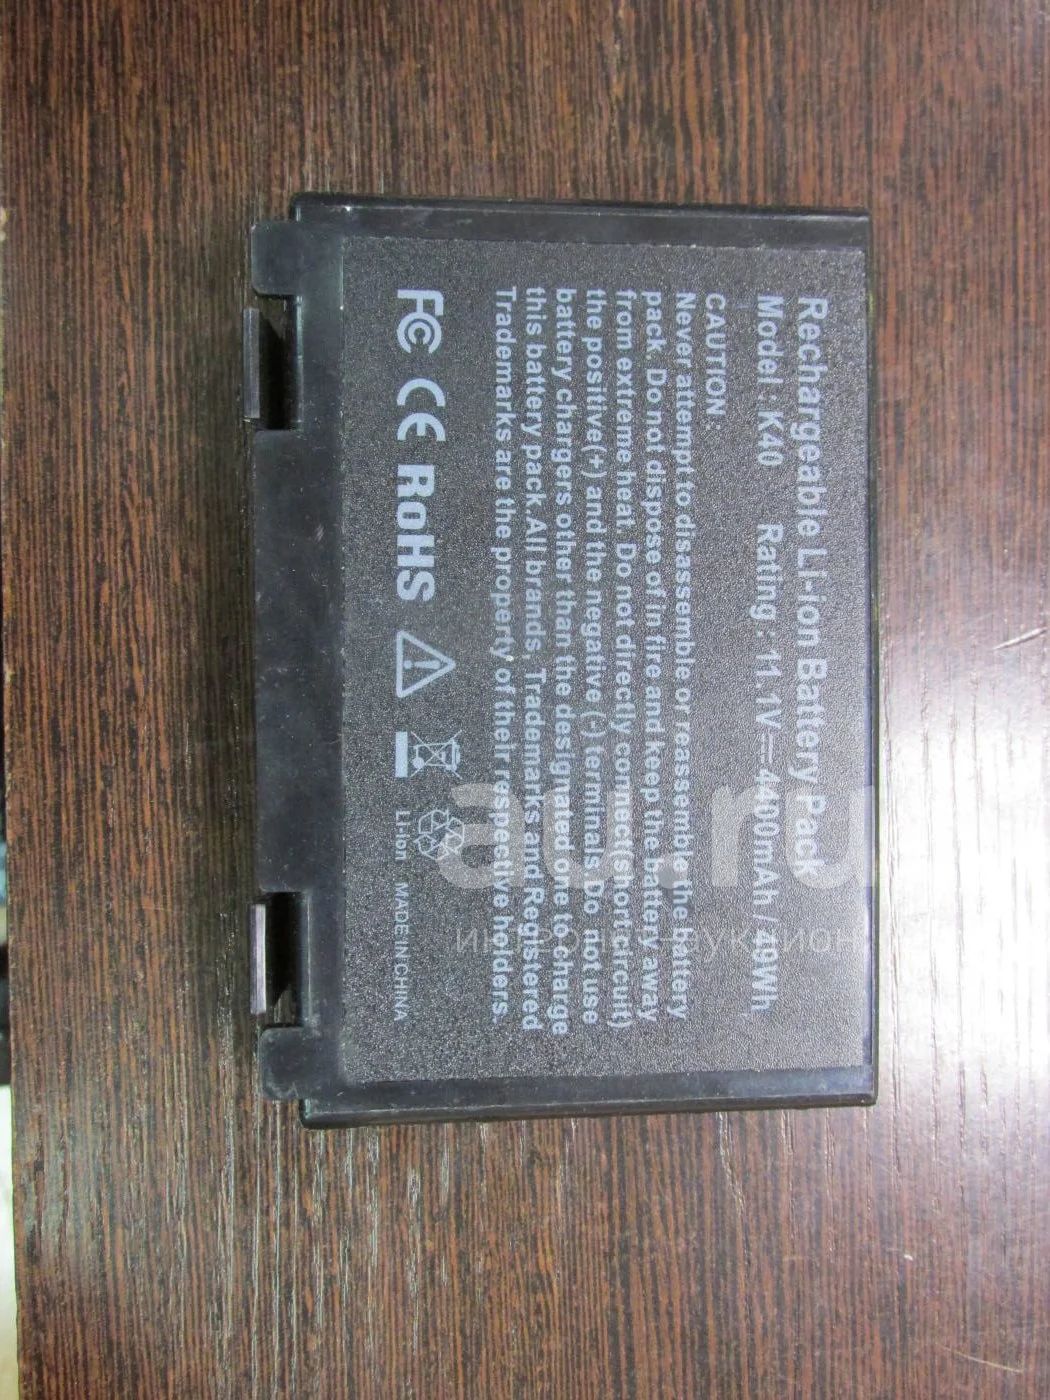 Rechargeable Li-ion Battery Pack
Model : K40 Rating : 11.1V⎓4400mAh / 49Wh
CAUTION:
Never attempt to disassemble or reassemble the battery
pack. Do not dispose of in fire and keep the battery away
from extreme heat. Do not directly connect(short circuit)
the positive(+) and the negative (-) terminals. Do not use
battery chargers other than the designated one to charge
this battery pack. All brands, Trademarks and Registered
Trademarks are the property of their respective holders.
FC CE RoHS Li-ion MADE IN CHINA
au.ru
интернет-аукцион